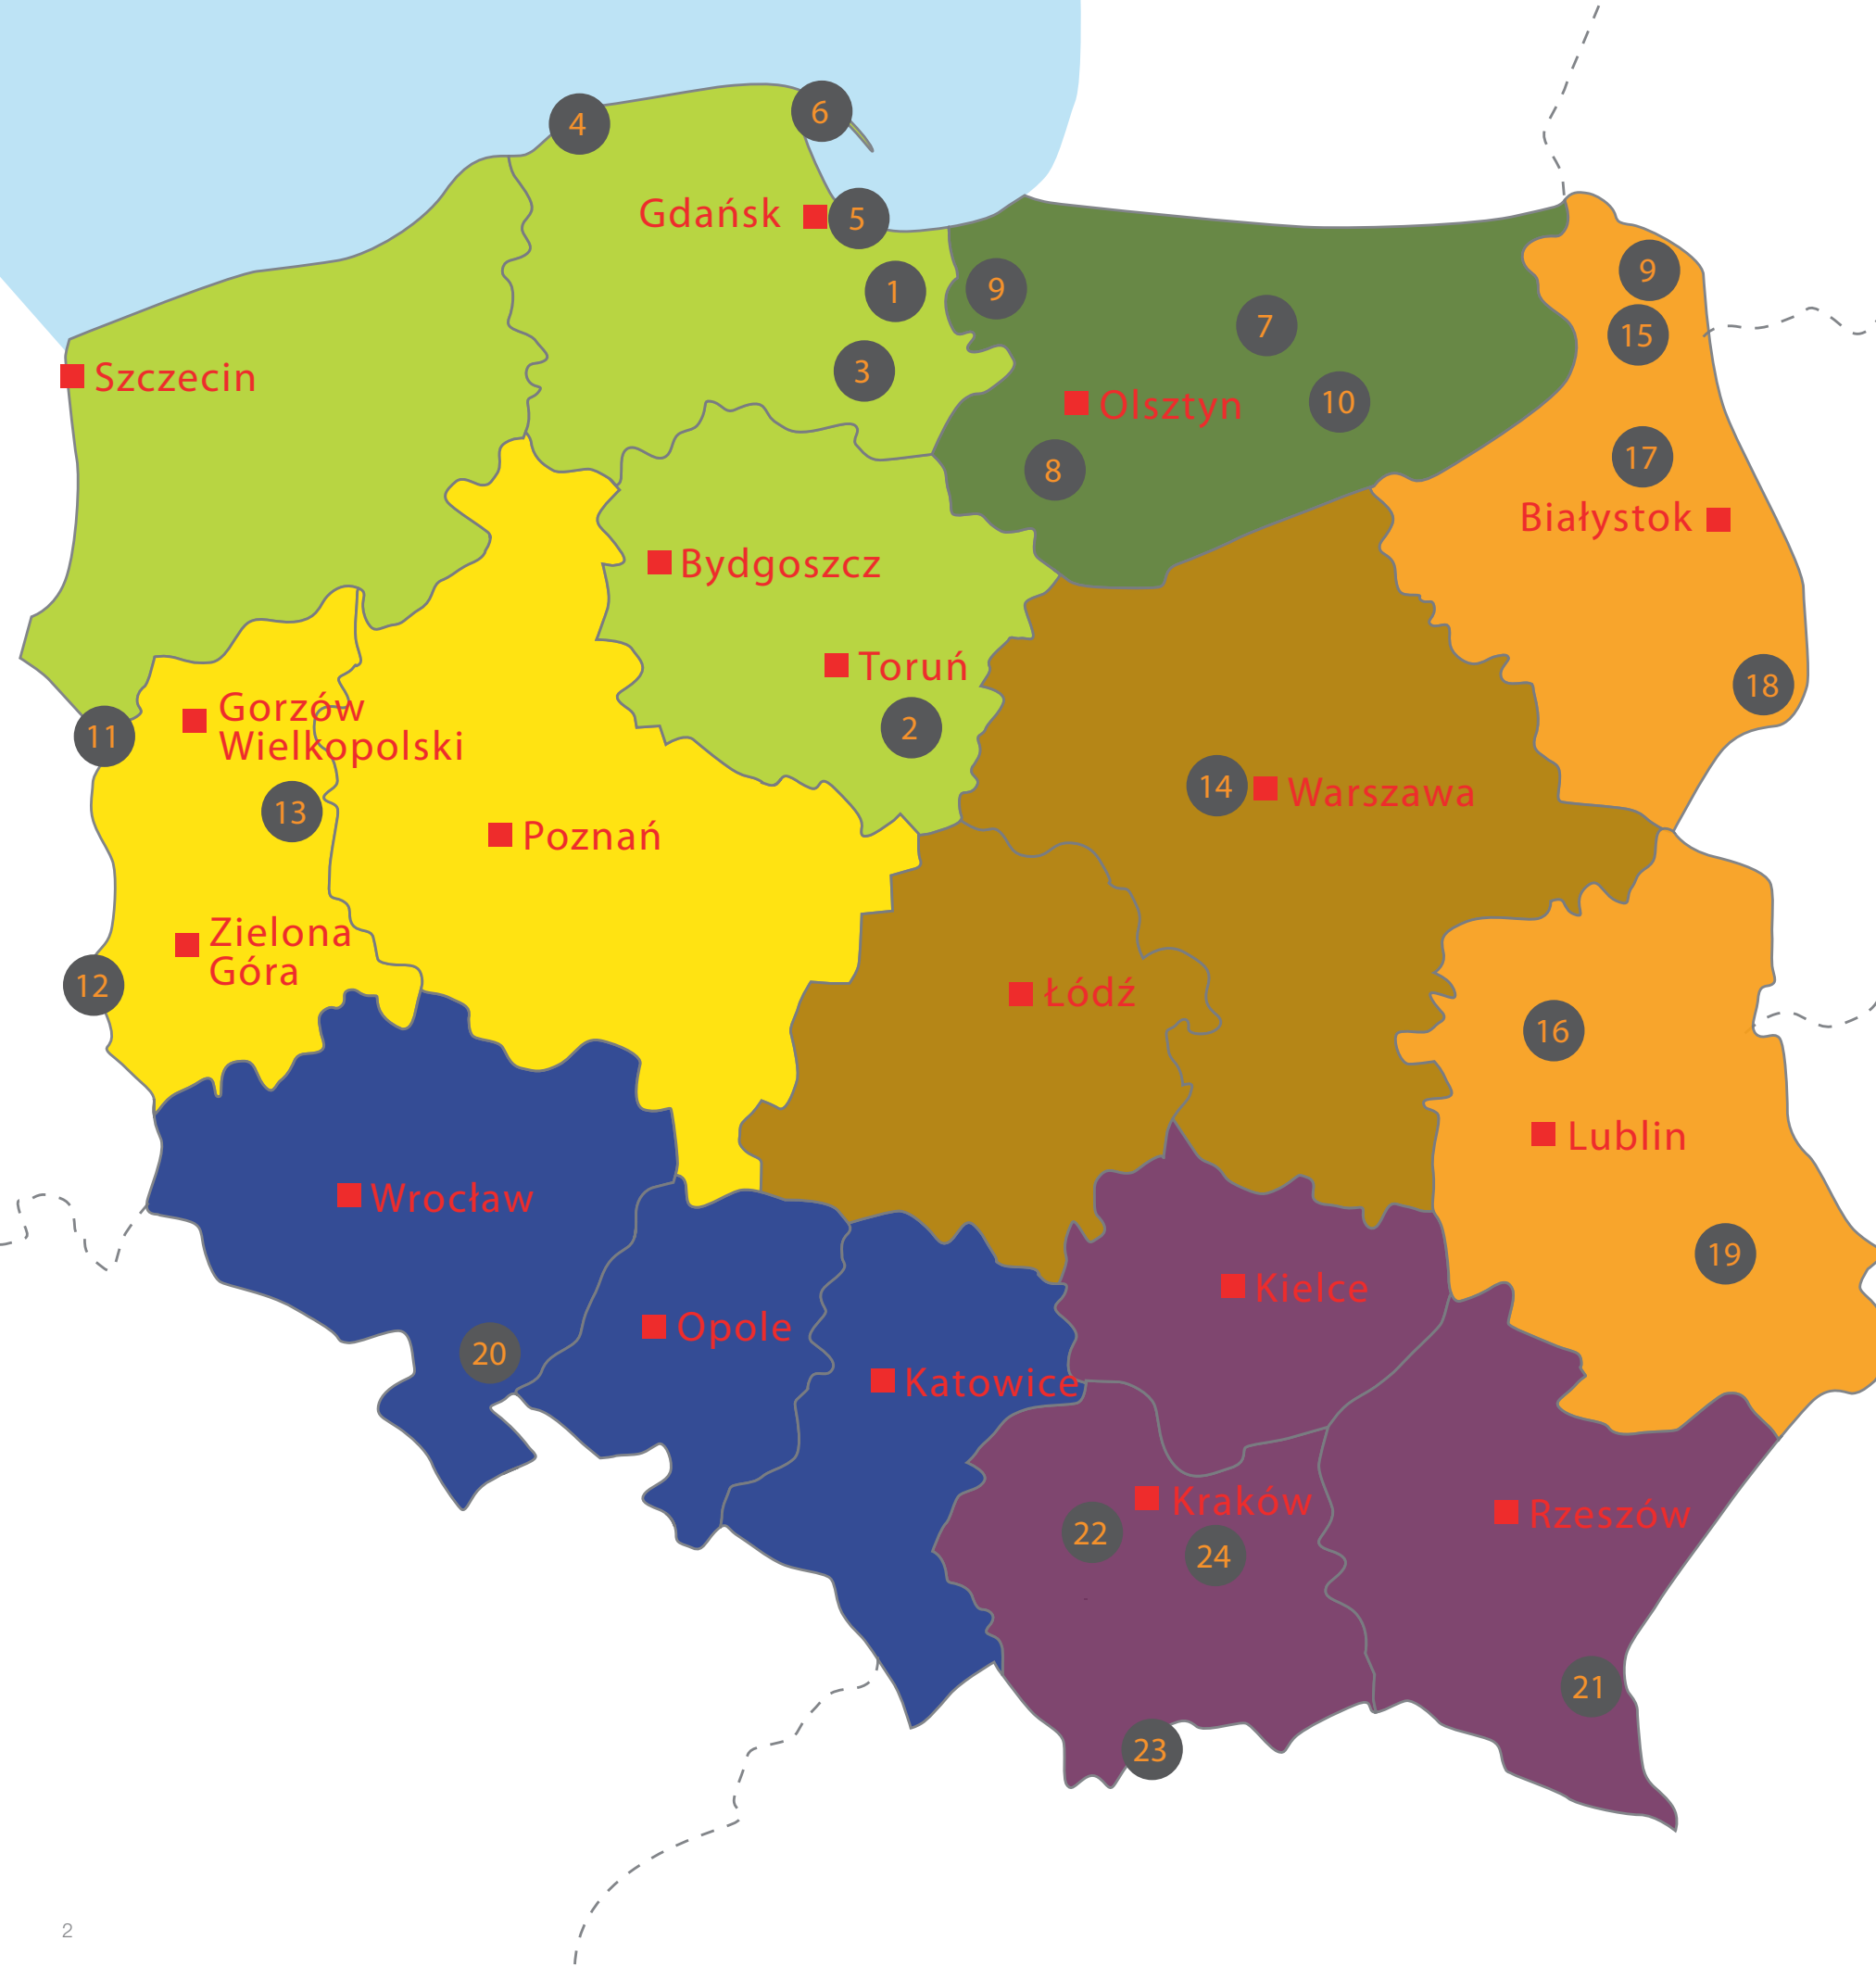 4
6
Gdańsk
5
9
1
9
7
15
3
Szczecin
10
Olsztyn
17
8
Białystok
Bydgoszcz
Toruń
18
Gorzów
Wielkopolski
2
11
14
Warszawa
13
Poznań
Zielona
Góra
12
Łódź
16
Lublin
Wrocław
19
Kielce
Opole
20
Katowice
Kraków
Rzeszów
22
24
21
23
2